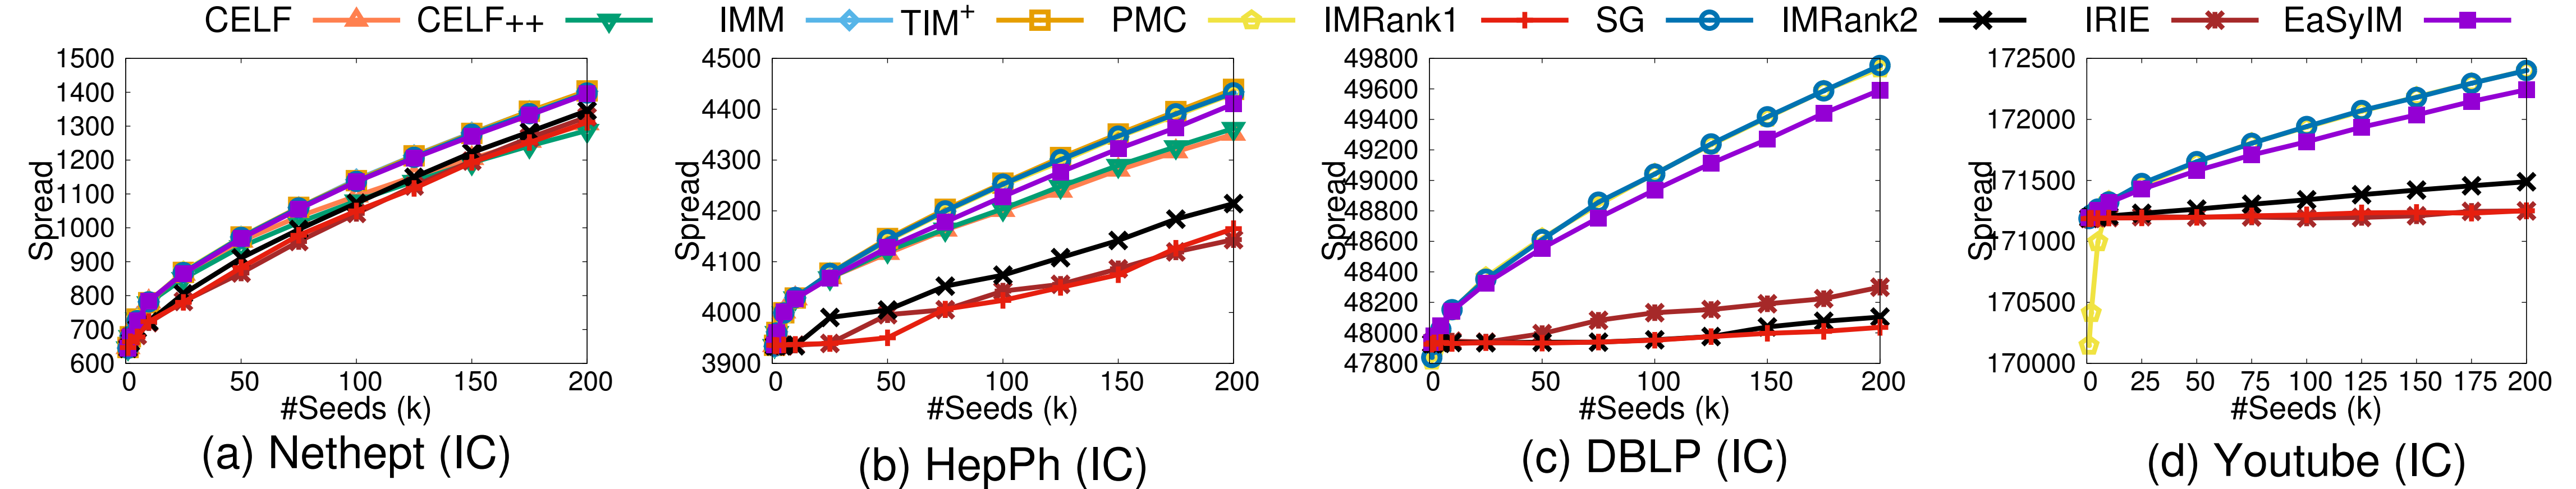 CELF CELF++ IMM TIM+ PMC IMRank1 SG IMRank2 IRIE EaSyIM
1500
1400
1300
1200
1100
1000
900
800
700
600
Spread
0 50 100 150 200
#Seeds (k)
(a) Nethept (IC)
4500
4400
4300
4200
4100
4000
3900
Spread
0 50 100 150 200
#Seeds (k)
(b) HepPh (IC)
49800
49600
49400
49200
49000
48800
48600
48400
48200
48000
47800
Spread
0 50 100 150 200
#Seeds (k)
(c) DBLP (IC)
172500
172000
171500
171000
170500
170000
Spread
0 25 50 75 100 125 150 175 200
#Seeds (k)
(d) Youtube (IC)